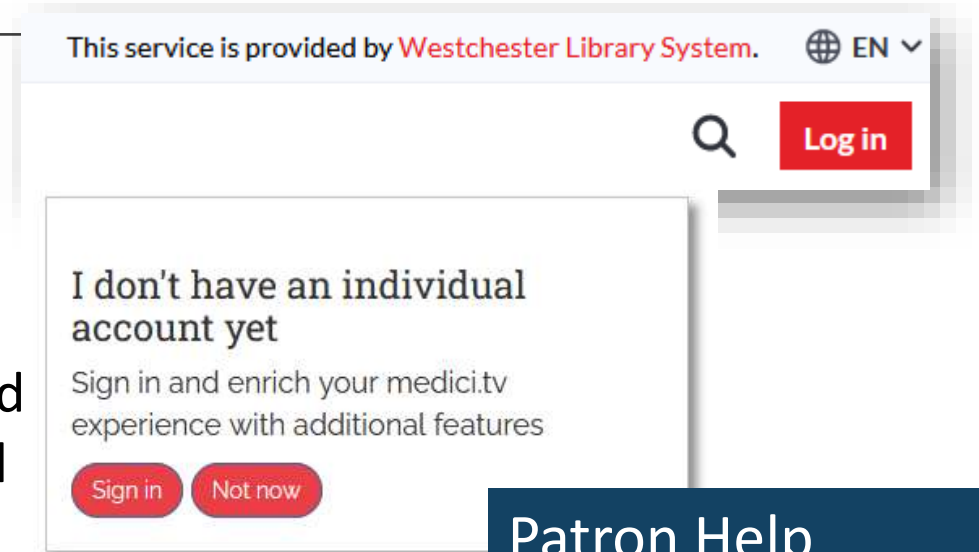 This service is provided by Westchester Library System. EN
Log in
I don't have an individual
account yet
Sign in and enrich your medici.tv
experience with additional features
Sign in Not now
Patron Help